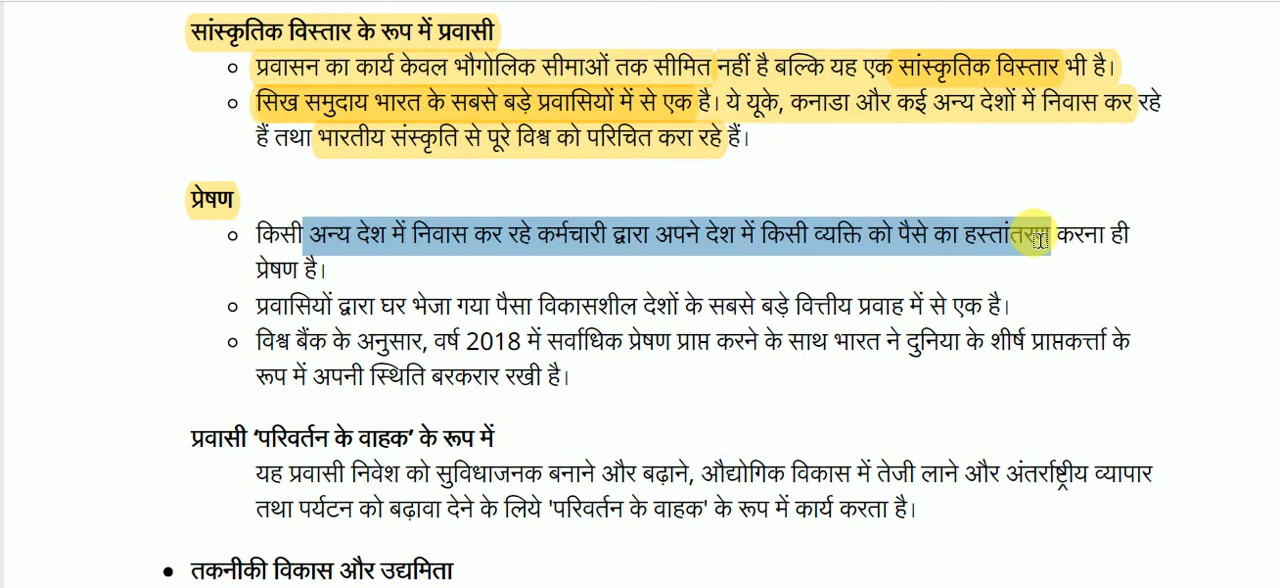 सांस्कृतिक विस्तार के रूप में प्रवासी
○ प्रवासन का कार्य केवल भौगोलिक सीमाओं तक सीमित नहीं है बल्कि यह एक सांस्कृतिक विस्तार भी है।
○ सिख समुदाय भारत के सबसे बड़े प्रवासियों में से एक है। ये यूके, कनाडा और कई अन्य देशों में निवास कर रहे
हैं तथा भारतीय संस्कृति से पूरे विश्व को परिचित करा रहे हैं।
प्रेषण
○ किसी अन्य देश में निवास कर रहे कर्मचारी द्वारा अपने देश में किसी व्यक्ति को पैसे का हस्तांतरण करना ही
प्रेषण है।
○ प्रवासियों द्वारा घर भेजा गया पैसा विकासशील देशों के सबसे बड़े वित्तीय प्रवाह में से एक है।
○ विश्व बैंक के अनुसार, वर्ष 2018 में सर्वाधिक प्रेषण प्राप्त करने के साथ भारत ने दुनिया के शीर्ष प्राप्तकर्त्ता के
रूप में अपनी स्थिति बरकरार रखी है।
प्रवासी ‘परिवर्तन के वाहक’ के रूप में
यह प्रवासी निवेश को सुविधाजनक बनाने और बढ़ाने, औद्योगिक विकास में तेजी लाने और अंतर्राष्ट्रीय व्यापार
तथा पर्यटन को बढ़ावा देने के लिये 'परिवर्तन के वाहक' के रूप में कार्य करता है।
• तकनीकी विकास और उद्यमिता